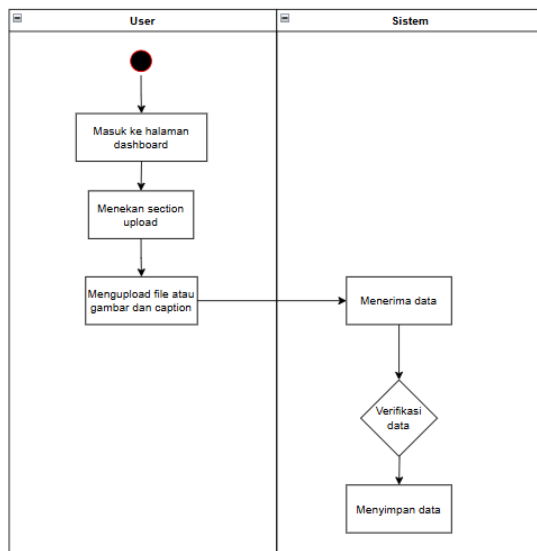 User
Sistem
Masuk ke halaman
dashboard
Menekan section
upload
Mengupload file atau
gambar dan caption
Menerima data
Verifikasi
data
Menyimpan data